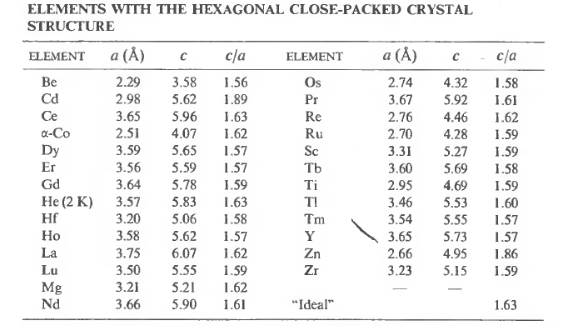 ELEMENTS WITH THE HEXAGONAL CLOSE-PACKED CRYSTAL
STRUCTURE
ELEMENT a (Å) c c/a ELEMENT a (Å) c c/a
Be 2.29 3.58 1.56 Os 2.74 4.32 1.58
Cd 2.98 5.62 1.89 Pr 3.67 5.92 1.61
Ce 3.65 5.96 1.63 Re 2.76 4.46 1.62
α-Co 2.51 4.07 1.62 Ru 2.70 4.28 1.59
Dy 3.59 5.65 1.57 Sc 3.31 5.27 1.59
Er 3.56 5.59 1.57 Tb 3.60 5.69 1.58
Gd 3.64 5.78 1.59 Ti 2.95 4.69 1.59
He (2 K) 3.57 5.83 1.63 Tl 3.46 5.53 1.60
Hf 3.20 5.06 1.58 Tm 3.54 5.55 1.57
Ho 3.58 5.62 1.57 Y 3.65 5.73 1.57
La 3.75 6.07 1.62 Zn 2.66 4.95 1.86
Lu 3.50 5.55 1.59 Zr 3.23 5.15 1.59
Mg 3.21 5.21 1.62 — —
Nd 3.66 5.90 1.61 "Ideal" 1.63